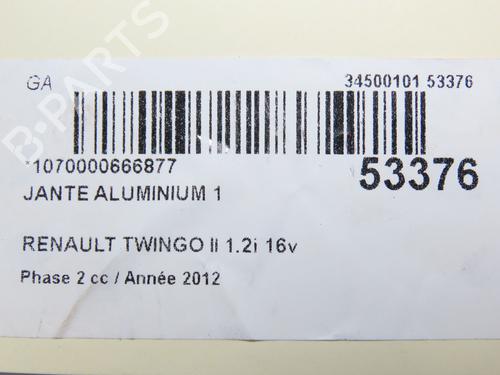 GA
34500101 53376
*1070000666877
53376
JANTE ALUMINIUM 1
RENAULT TWINGO II 1.2i 16v
Phase 2 cc / Année 2012
B-PARTS